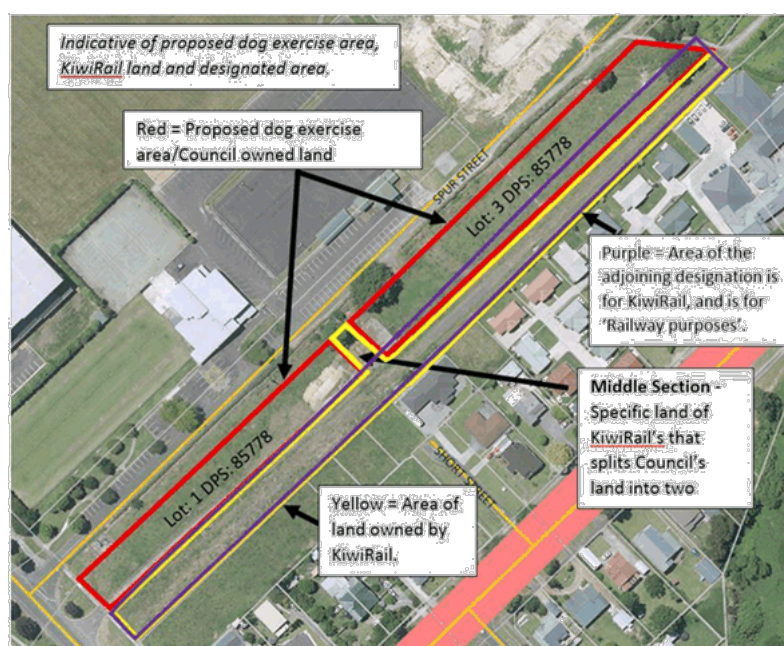 Indicative of proposed dog exercise area,
KiwiRail land and designated area.
Red = Proposed dog exercise
area/Council owned land
SPUR STREET
Lot: 3 DPS: 85778
Purple = Area of the
adjoining designation is
for KiwiRail, and is for
‘Railway purposes’.
Middle Section -
Specific land of
KiwiRail’s that
splits Council’s
land into two
Lot: 1 DPS: 85778
SHORT STREET
Yellow = Area of
land owned by
KiwiRail.